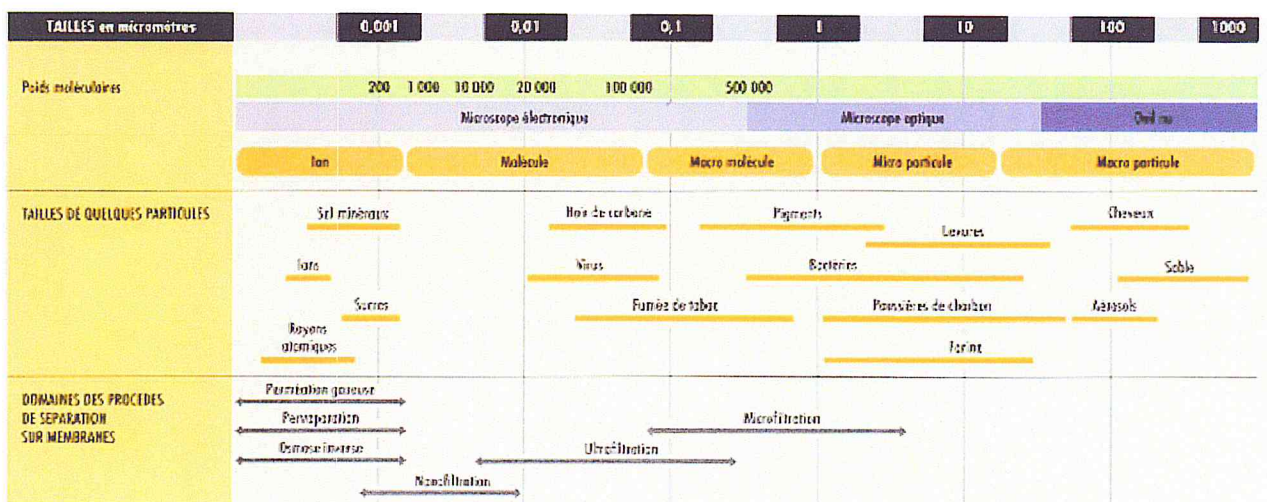 TAILLES en micromètres 0,001 0,01 0,1 1 10 100 1000
Poids moléculaires 200 1 000 10 000 20 000 100 000 500 000
Microscope électronique Microscope optique Oeil nu
Ion Molécule Macro molécule Micro particule Macro particule
TAILLES DE QUELQUES PARTICULES
Sel minéraux Noir de carbone Pigments Cheveux
Levures
Ions Virus Bactéries Sable
Sucres Fumée de tabac Poussières de charbon Aérosols
Rayons
atomiques Farine
DOMAINES DES PROCEDES
DE SEPARATION
SUR MEMBRANES
Perméation gazeuse
Pervaporation Microfiltration
Osmose inverse Ultrafiltration
Nanofiltration